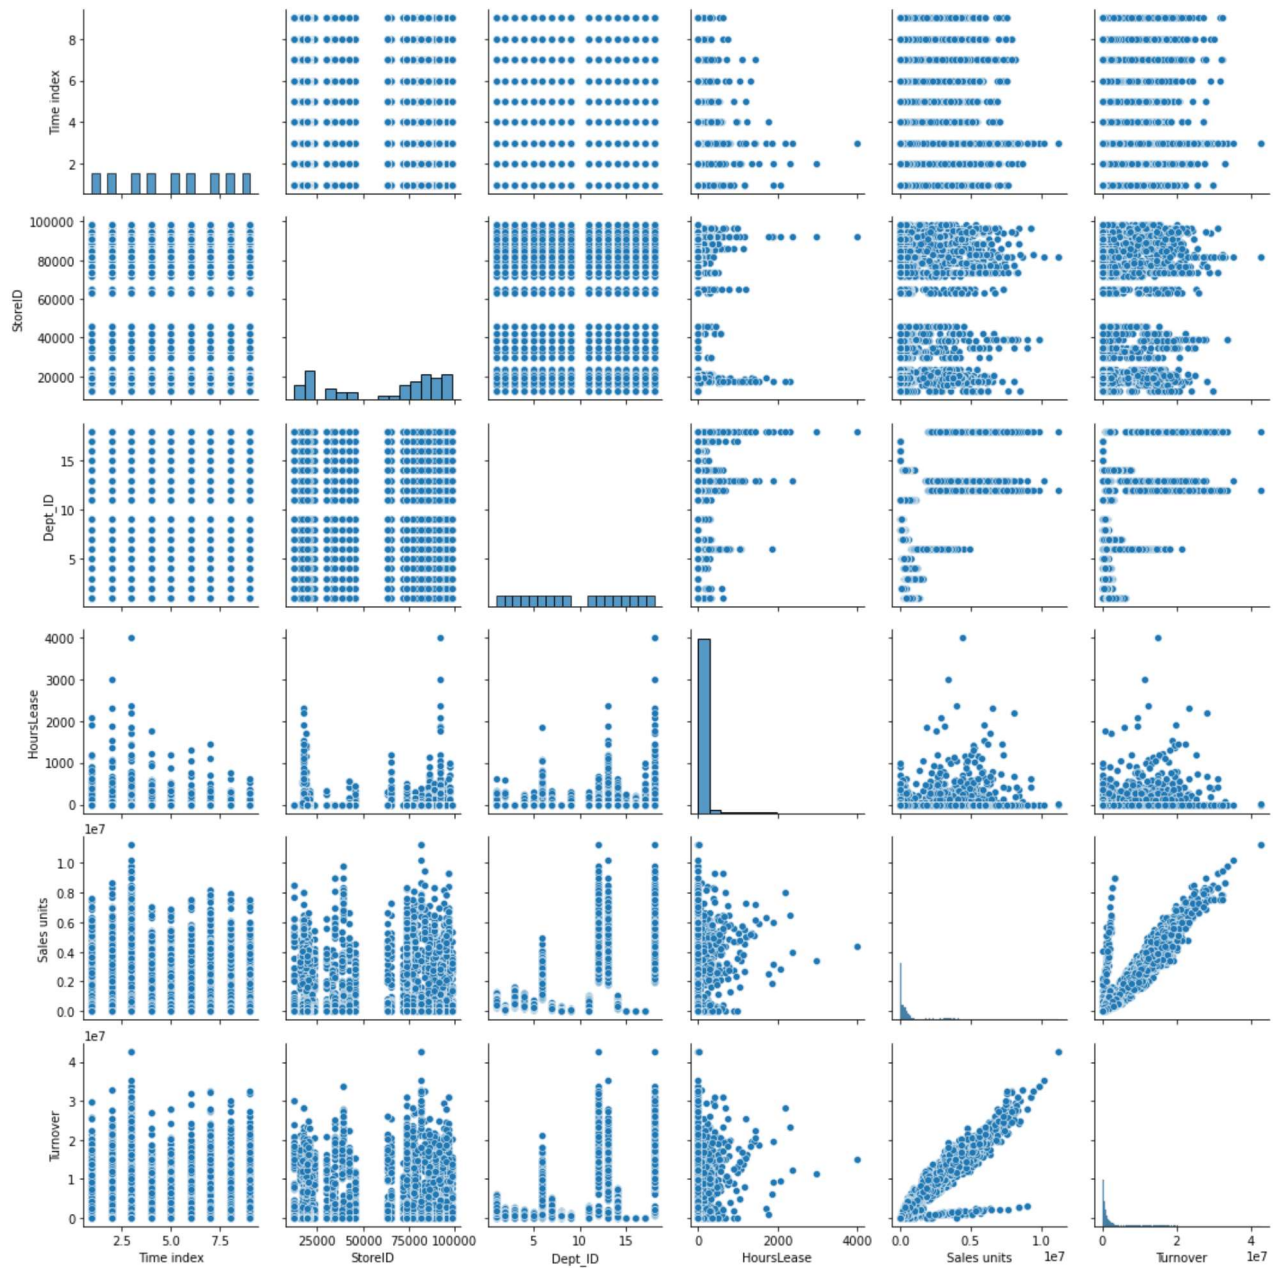 8
6
4
2
Time index
100000
80000
60000
40000
20000
StoreID
15
10
5
Dept_ID
4000
3000
2000
1000
0
HoursLease
1e7
1.0
0.8
0.6
0.4
0.2
0.0
Sales units
1e7
4
3
2
1
0
Turnover
2.5 5.0 7.5 25000 50000 75000 100000 5 10 15 0 2000 4000 0.0 0.5 1.0 0 2 4
1e7 1e7
Time index StoreID Dept_ID HoursLease Sales units Turnover